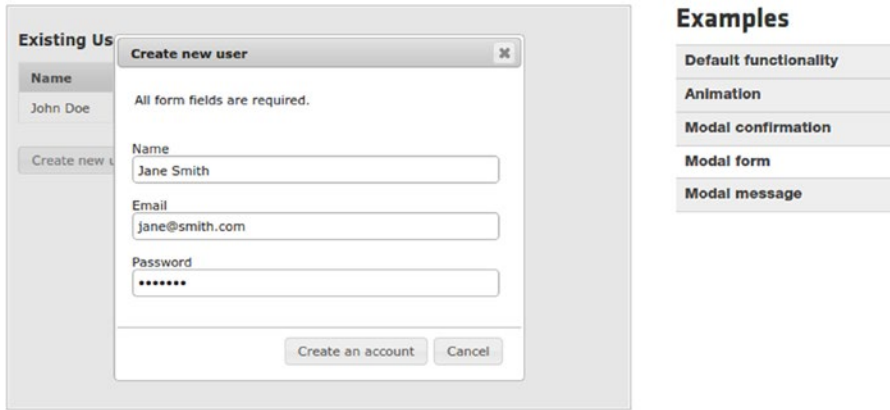 Existing Us
Name
John Doe
Create new u
Create new user
All form fields are required.
Name
Jane Smith
Email
jane@smith.com
Password
•••••••
Create an account
Cancel
Examples
Default functionality
Animation
Modal confirmation
Modal form
Modal message